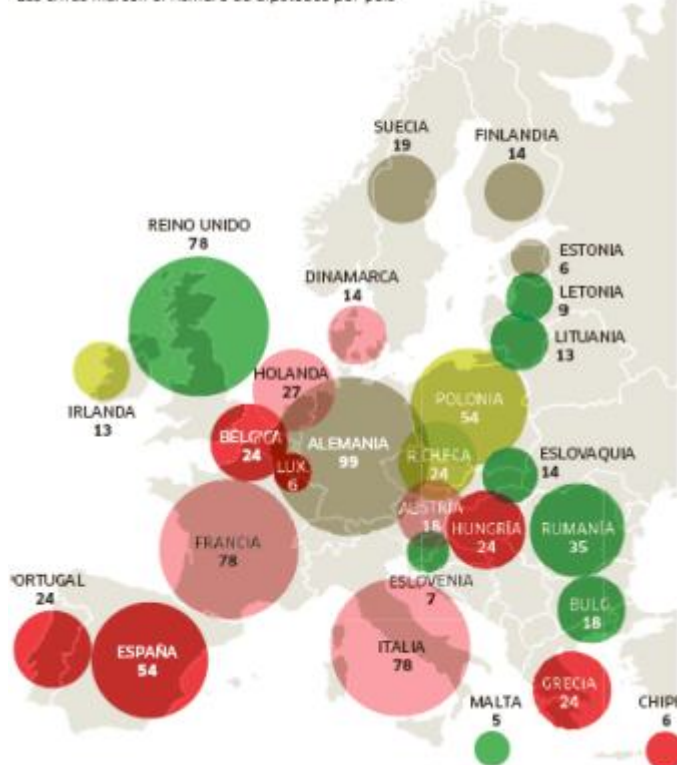 SUECIA
19
FINLANDIA
14
REINO UNIDO
78
ESTONIA
6
DINAMARCA
14
LETONIA
9
LITUANIA
13
HOLANDA
27
POLONIA
54
IRLANDA
13
BÉLGICA
24
ALEMANIA
99
LUX.
6
R.CHECA
24
ESLOVAQUIA
14
AUSTRIA
18
HUNGRÍA
24
RUMANÍA
35
FRANCIA
78
ESLOVENIA
7
PORTUGAL
24
BULG.
18
ESPAÑA
54
ITALIA
78
GRECIA
24
MALTA
5
CHIPR
6